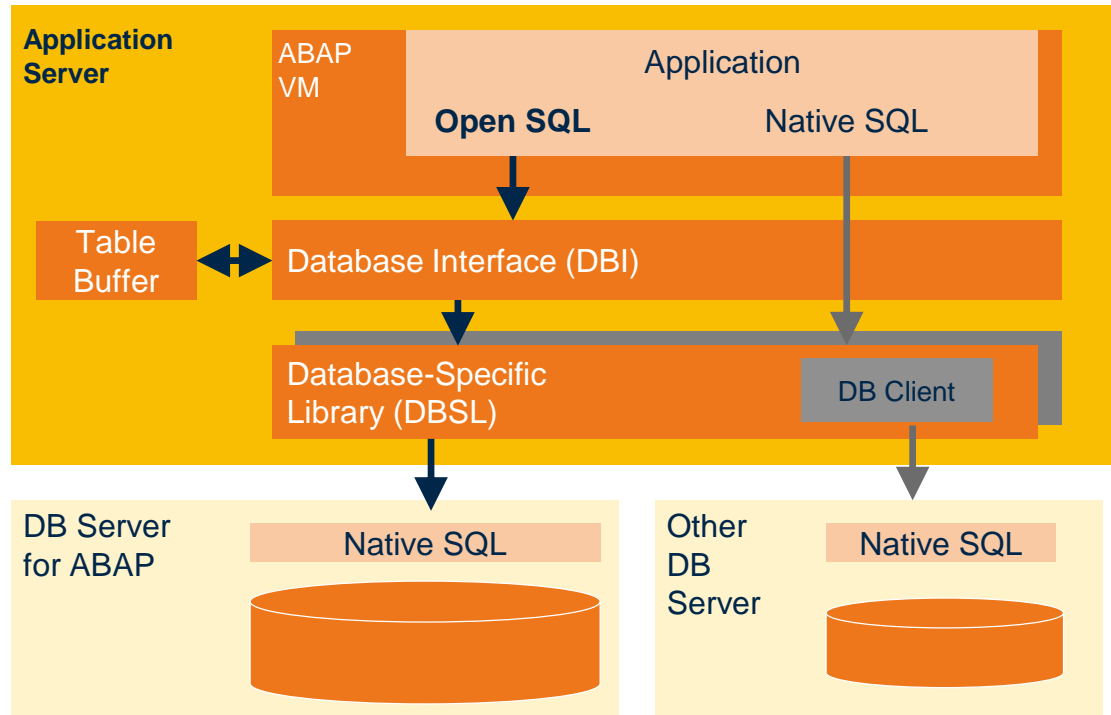 Application
Server
ABAP
VM
Application
Open SQL
Native SQL
Table
Buffer
Database Interface (DBI)
Database-Specific
Library (DBSL)
DB Client
DB Server
for ABAP
Native SQL
Other
DB
Server
Native SQL